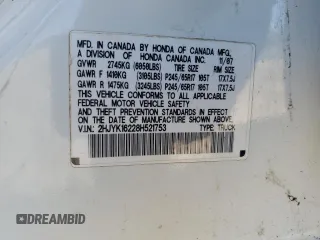 MFD. IN CANADA BY HONDA OF CANADA MFG.,
A DIVISION OF HONDA CANADA INC. 11/07
GVWR 2745KG (6050LBS) TIRE SIZE RIM SIZE
GAWR F 1410KG (3105LBS) P245/65R17 105T 17X7.5J
GAWR R 1475KG (3245LBS) P245/65R17 105T 17X7.5J
THIS VEHICLE CONFORMS TO ALL APPLICABLE
FEDERAL MOTOR VEHICLE SAFETY
AND THEFT PREVENTION STANDARDS IN EFFECT
ON THE DATE OF MANUFACTURE SHOWN ABOVE.
V.I.N: 2HJYK16228H521753 TYPE: TRUCK
AUTOBIDMASTER